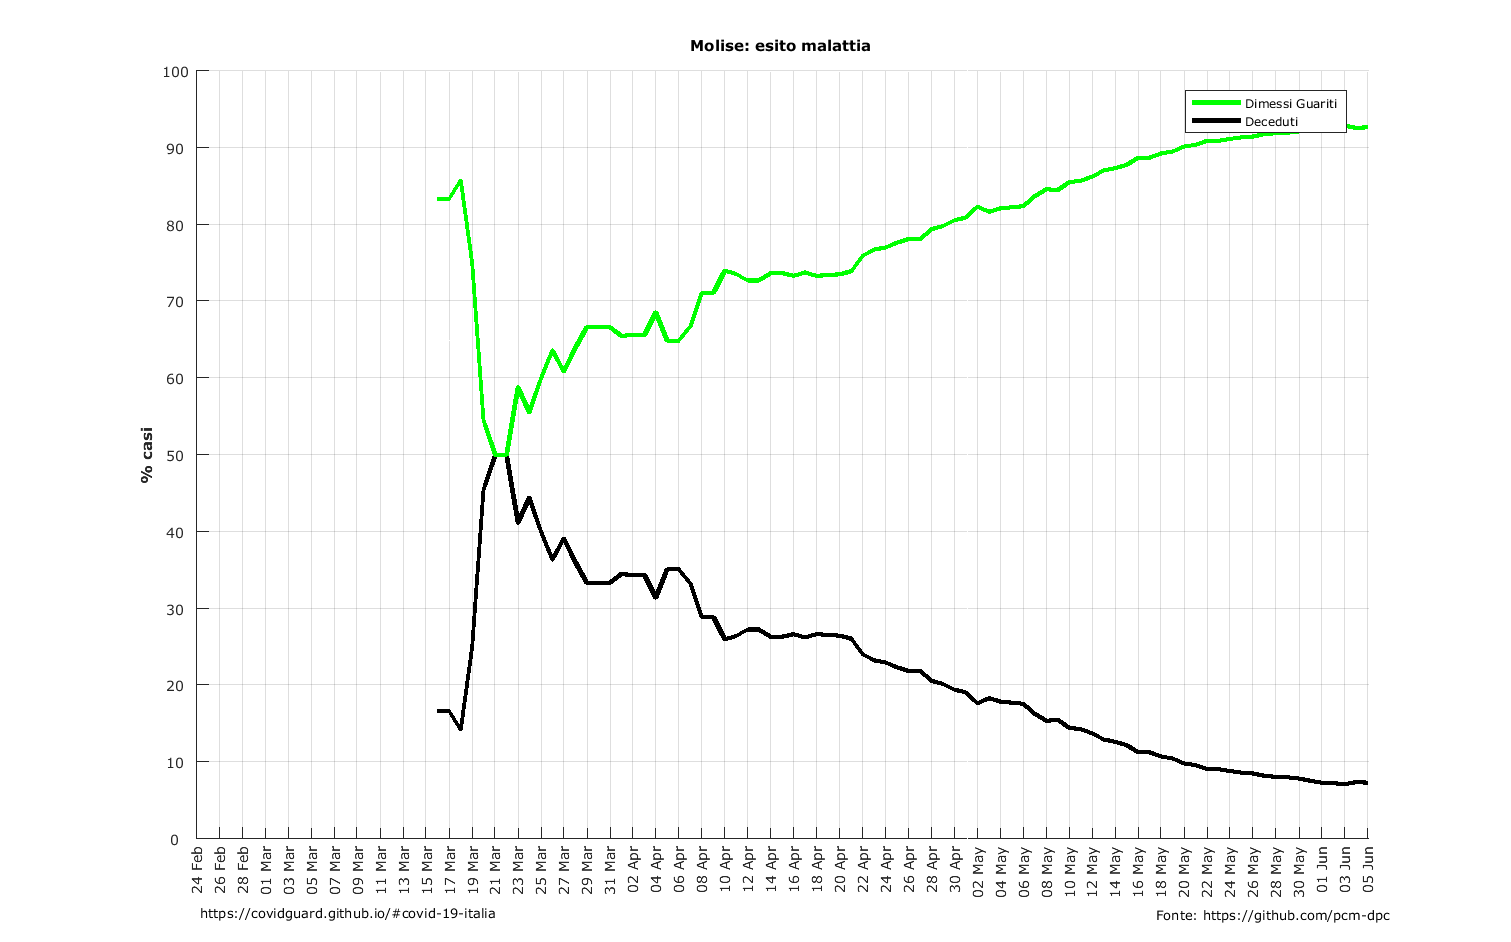 Molise: esito malattia
100
90
80
70
60
50
40
30
20
10
0
% casi
Dimessi Guariti
Deceduti
24 Feb
26 Feb
28 Feb
01 Mar
03 Mar
05 Mar
07 Mar
09 Mar
11 Mar
13 Mar
15 Mar
17 Mar
19 Mar
21 Mar
23 Mar
25 Mar
27 Mar
29 Mar
31 Mar
02 Apr
04 Apr
06 Apr
08 Apr
10 Apr
12 Apr
14 Apr
16 Apr
18 Apr
20 Apr
22 Apr
24 Apr
26 Apr
28 Apr
30 Apr
02 May
04 May
06 May
08 May
10 May
12 May
14 May
16 May
18 May
20 May
22 May
24 May
26 May
28 May
30 May
01 Jun
03 Jun
05 Jun
https://covidguard.github.io/#covid-19-italia
Fonte: https://github.com/pcm-dpc